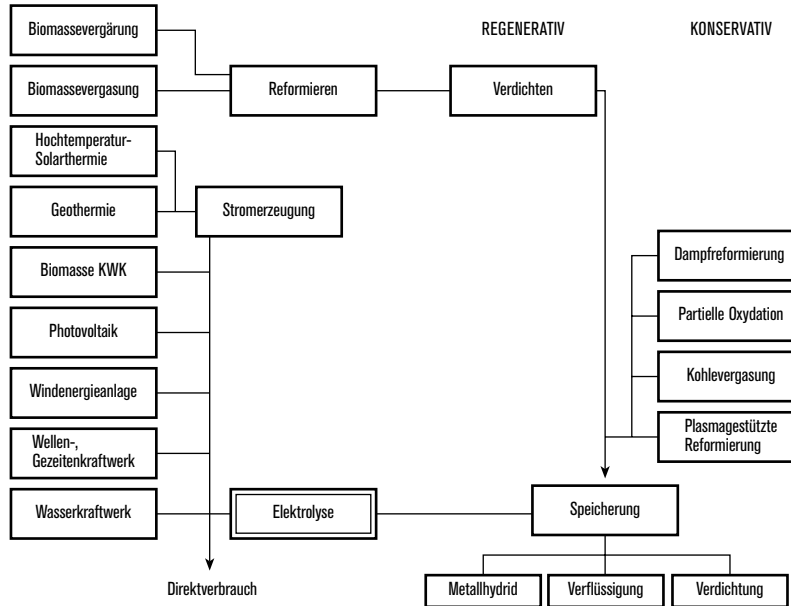 Biomassevergärung
REGENERATIV
KONSERVATIV
Biomassevergasung
Reformieren
Verdichten
Hochtemperatur-
Solarthermie
Geothermie
Stromerzeugung
Dampfreformierung
Biomasse KWK
Partielle Oxydation
Photovoltaik
Kohlevergasung
Windenergieanlage
Plasmagestützte
Reformierung
Wellen-,
Gezeitenkraftwerk
Wasserkraftwerk
Elektrolyse
Speicherung
Direktverbrauch
Metallhydrid
Verflüssigung
Verdichtung